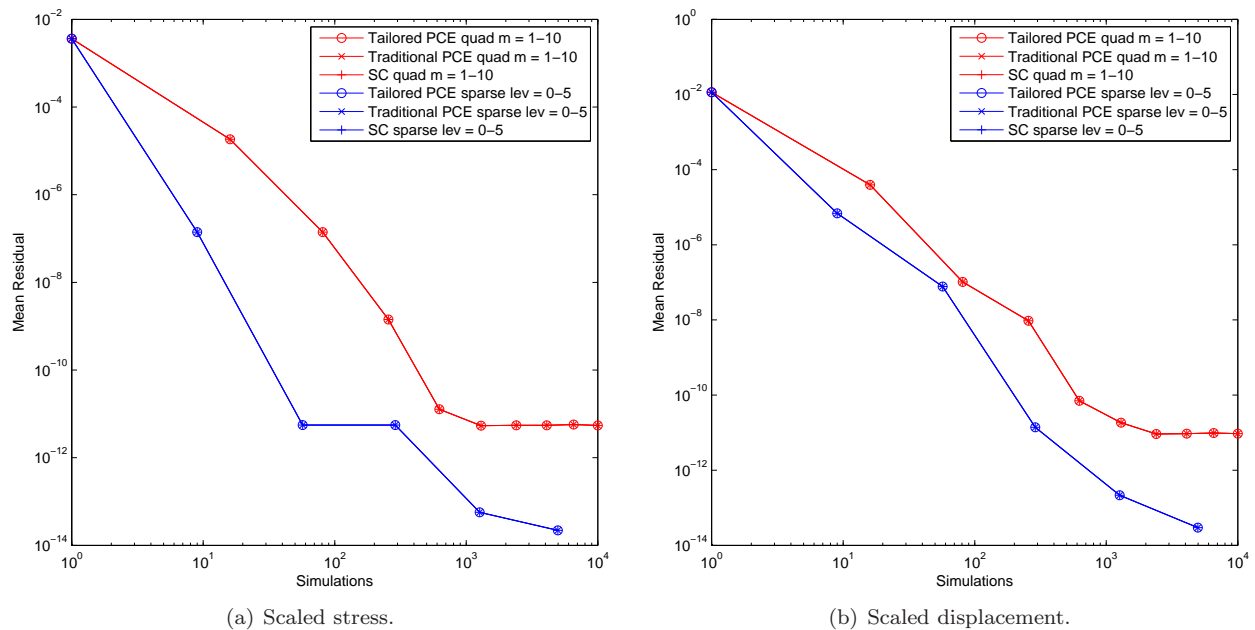 10^−2
10^−4
10^−6
10^−8
10^−10
10^−12
10^−14
Mean Residual
10^0
10^1
10^2
10^3
10^4
Simulations
Tailored PCE quad m = 1−10
Traditional PCE quad m = 1−10
SC quad m = 1−10
Tailored PCE sparse lev = 0−5
Traditional PCE sparse lev = 0−5
SC sparse lev = 0−5
(a) Scaled stress.
10^0
10^−2
10^−4
10^−6
10^−8
10^−10
10^−12
10^−14
Mean Residual
10^0
10^1
10^2
10^3
10^4
Simulations
Tailored PCE quad m = 1−10
Traditional PCE quad m = 1−10
SC quad m = 1−10
Tailored PCE sparse lev = 0−5
Traditional PCE sparse lev = 0−5
SC sparse lev = 0−5
(b) Scaled displacement.